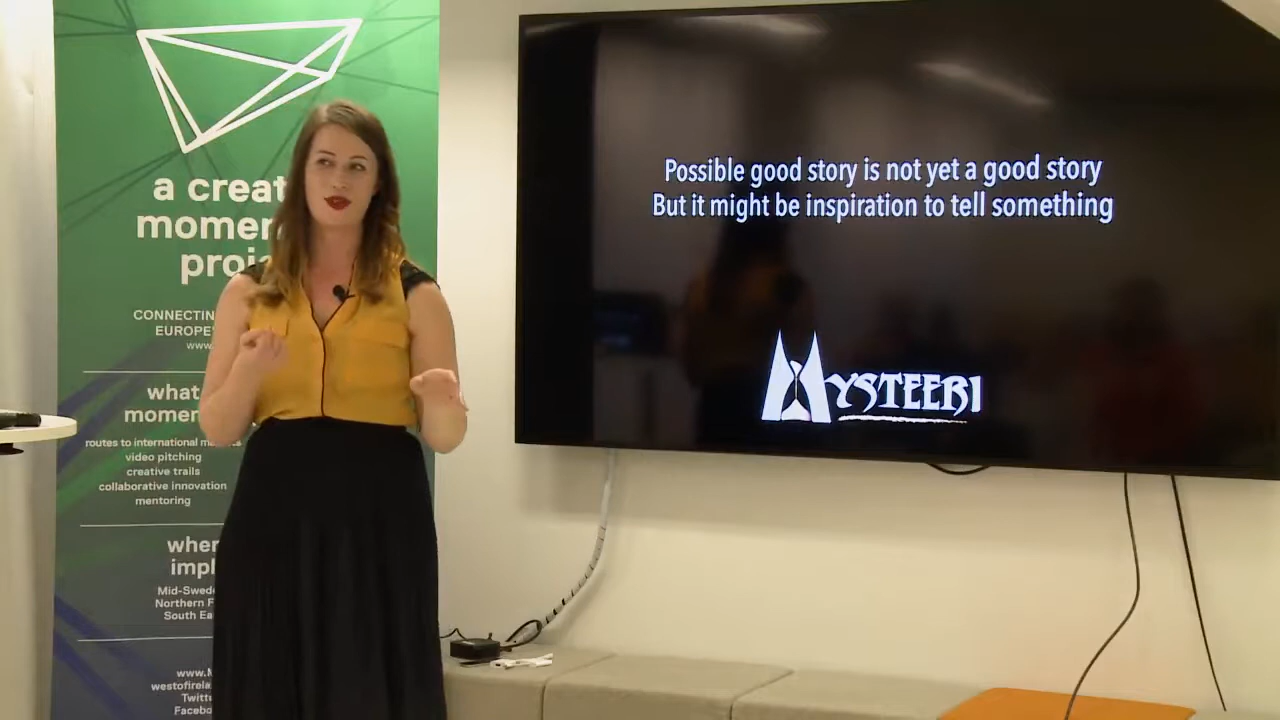 a creat
momen
proje
CONNECTIN
EUROPE'
www.
what
momen
routes to international
video pitching
creative trails
collaborative innovation
mentoring
wher
impl
Mid-Swed
Northern F
South Ea
www.
westofirela
Twitt
Facebo
Possible good story is not yet a good story
But it might be inspiration to tell something
MYSTEERI